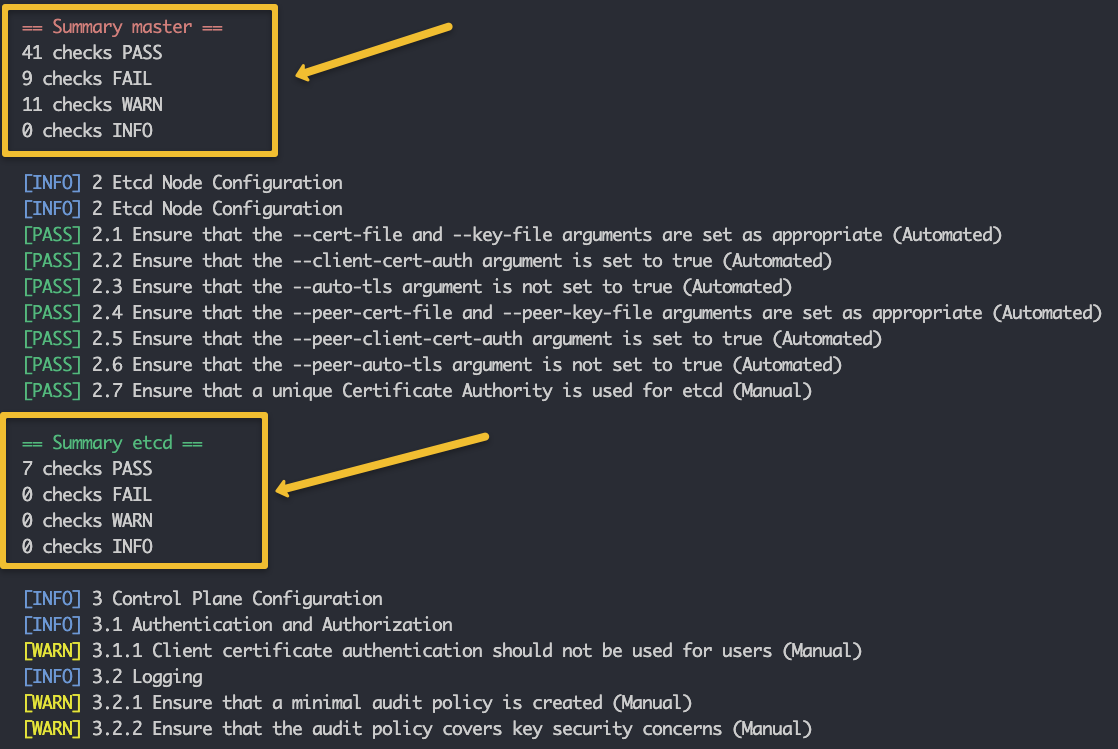 == Summary master ==
41 checks PASS
9 checks FAIL
11 checks WARN
0 checks INFO
[INFO] 2 Etcd Node Configuration
[INFO] 2 Etcd Node Configuration
[PASS] 2.1 Ensure that the --cert-file and --key-file arguments are set as appropriate (Automated)
[PASS] 2.2 Ensure that the --client-cert-auth argument is set to true (Automated)
[PASS] 2.3 Ensure that the --auto-tls argument is not set to true (Automated)
[PASS] 2.4 Ensure that the --peer-cert-file and --peer-key-file arguments are set as appropriate (Automated)
[PASS] 2.5 Ensure that the --peer-client-cert-auth argument is set to true (Automated)
[PASS] 2.6 Ensure that the --peer-auto-tls argument is not set to true (Automated)
[PASS] 2.7 Ensure that a unique Certificate Authority is used for etcd (Manual)
== Summary etcd ==
7 checks PASS
0 checks FAIL
0 checks WARN
0 checks INFO
[INFO] 3 Control Plane Configuration
[INFO] 3.1 Authentication and Authorization
[WARN] 3.1.1 Client certificate authentication should not be used for users (Manual)
[INFO] 3.2 Logging
[WARN] 3.2.1 Ensure that a minimal audit policy is created (Manual)
[WARN] 3.2.2 Ensure that the audit policy covers key security concerns (Manual)